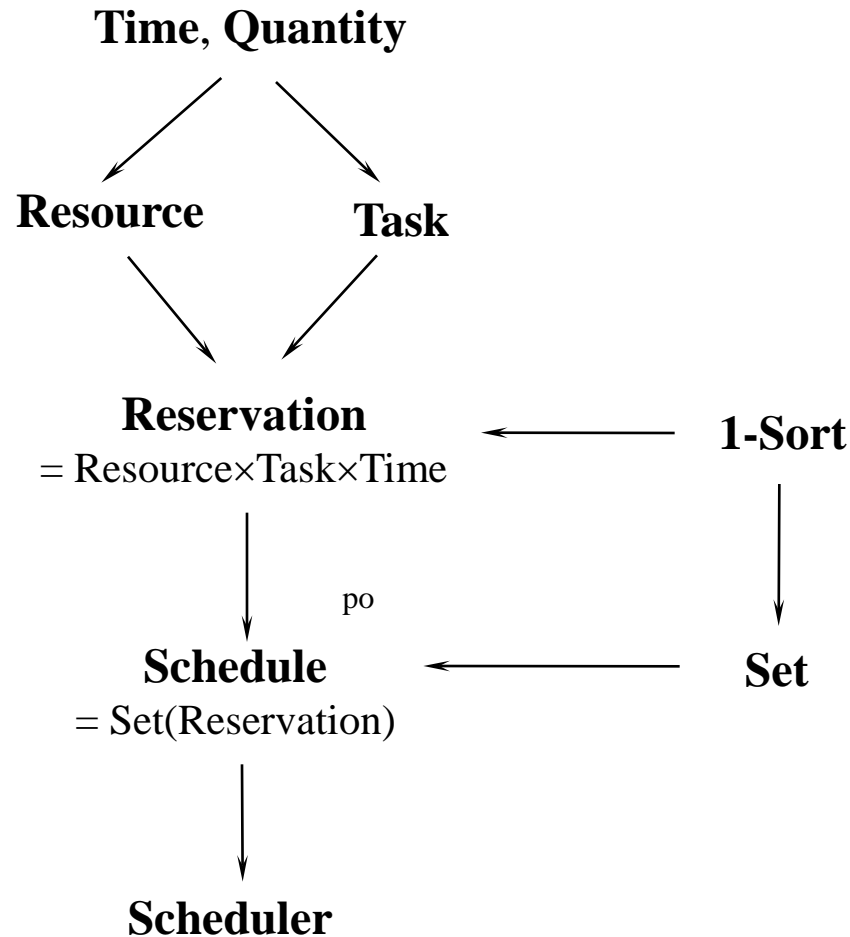 Time, Quantity
Resource
Task
Reservation
= Resource×Task×Time
1-Sort
po
Schedule
= Set(Reservation)
Set
Scheduler